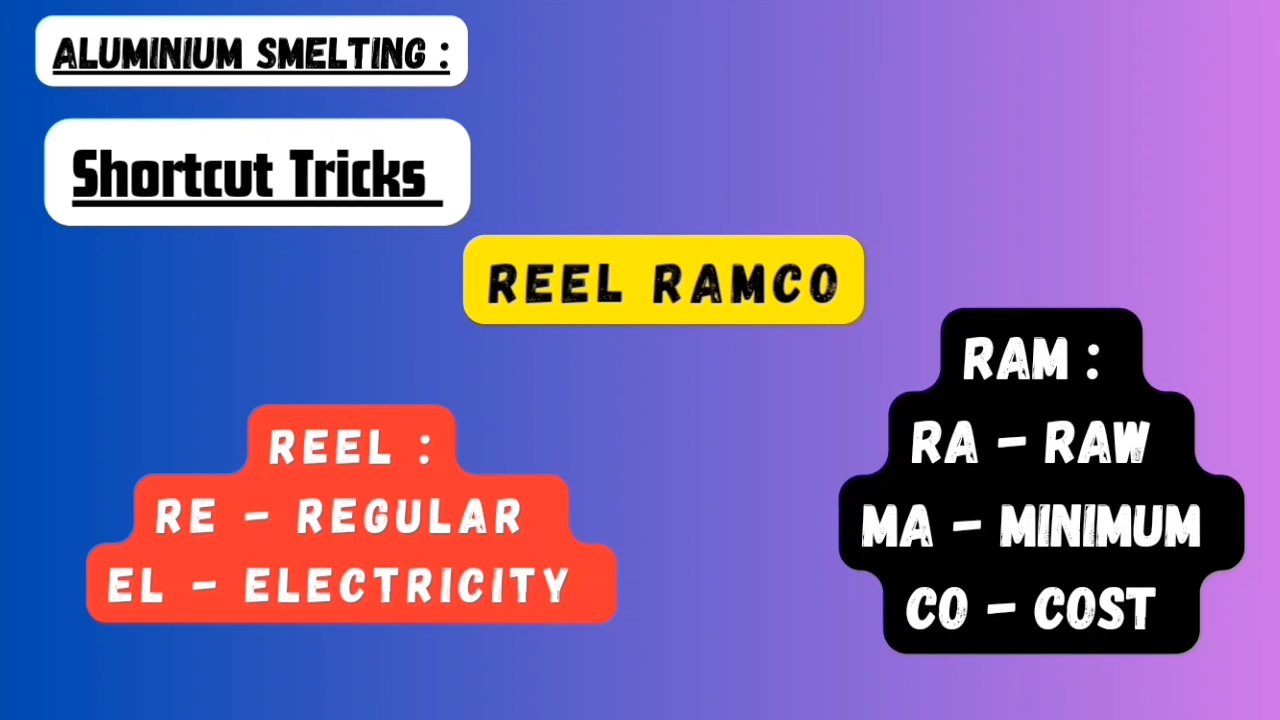 ALUMINIUM SMELTING :
Shortcut Tricks
REEL RAMCO
REEL :
RE - REGULAR
EL - ELECTRICITY
RAM :
RA - RAW
MA - MINIMUM
CO - COST